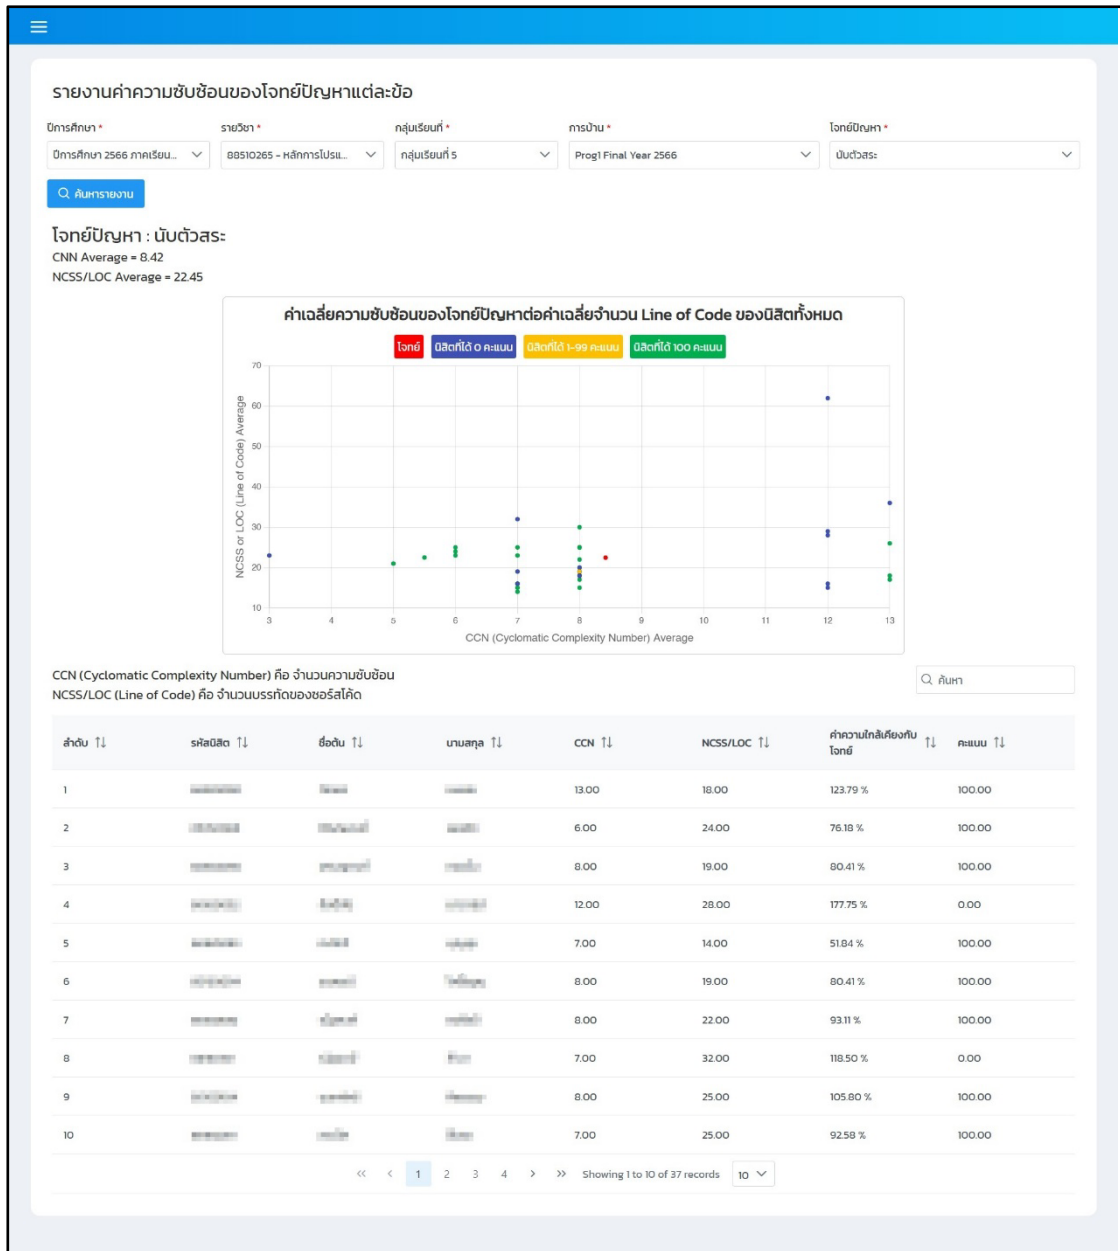 รายงานค่าความซับซ้อนของโจทย์ปัญหาแต่ละข้อ
ปีการศึกษา * รายวิชา * กลุ่มเรียนที่ * การบ้าน * โจทย์ปัญหา *
ปีการศึกษา 2566 ภาคเรียน... 88510265 - หลักการโปรแ... กลุ่มเรียนที่ 5 Prog1 Final Year 2566 นับตัวสระ
ค้นหารายงาน
โจทย์ปัญหา : นับตัวสระ
CNN Average = 8.42
NCSS/LOC Average = 22.45
ค่าเฉลี่ยความซับซ้อนของโจทย์ปัญหาต่อค่าเฉลี่ยจำนวน Line of Code ของนิสิตทั้งหมด
โจทย์ นิสิตที่ได้ 0 คะแนน นิสิตที่ได้ 1-99 คะแนน นิสิตที่ได้ 100 คะแนน
NCSS or LOC (Line of Code) Average
70
60
50
40
30
20
10
3 4 5 6 7 8 9 10 11 12 13
CCN (Cyclomatic Complexity Number) Average
CCN (Cyclomatic Complexity Number) คือ จำนวนความซับซ้อน
NCSS/LOC (Line of Code) คือ จำนวนบรรทัดของซอร์สโค้ด
ค้นหา
ลำดับ รหัสนิสิต ชื่อต้น นามสกุล CCN NCSS/LOC ค่าความใกล้เคียงกับโจทย์ คะแนน
1 13.00 18.00 123.79 % 100.00
2 6.00 24.00 76.18 % 100.00
3 8.00 19.00 80.41 % 100.00
4 12.00 28.00 177.75 % 0.00
5 7.00 14.00 51.84 % 100.00
6 8.00 19.00 80.41 % 100.00
7 8.00 22.00 93.11 % 100.00
8 7.00 32.00 118.50 % 0.00
9 8.00 25.00 105.80 % 100.00
10 7.00 25.00 92.58 % 100.00
<< < 1 2 3 4 > >> Showing 1 to 10 of 37 records 10